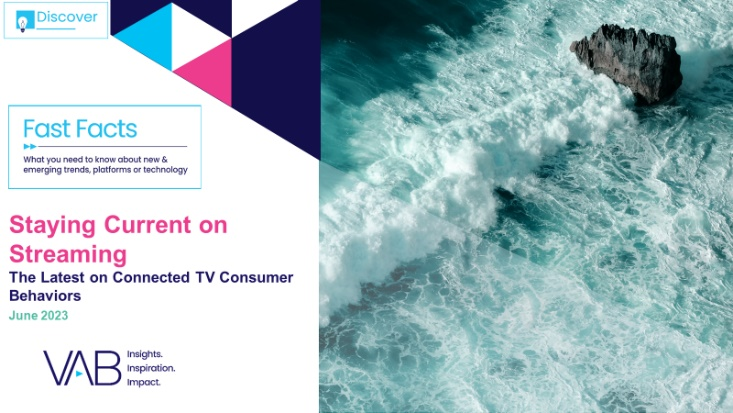 Discover
Fast Facts
What you need to know about new &
emerging trends, platforms or technology
Staying Current on
Streaming
The Latest on Connected TV Consumer
Behaviors
June 2023
VAB
Insights.
Inspiration.
Impact.